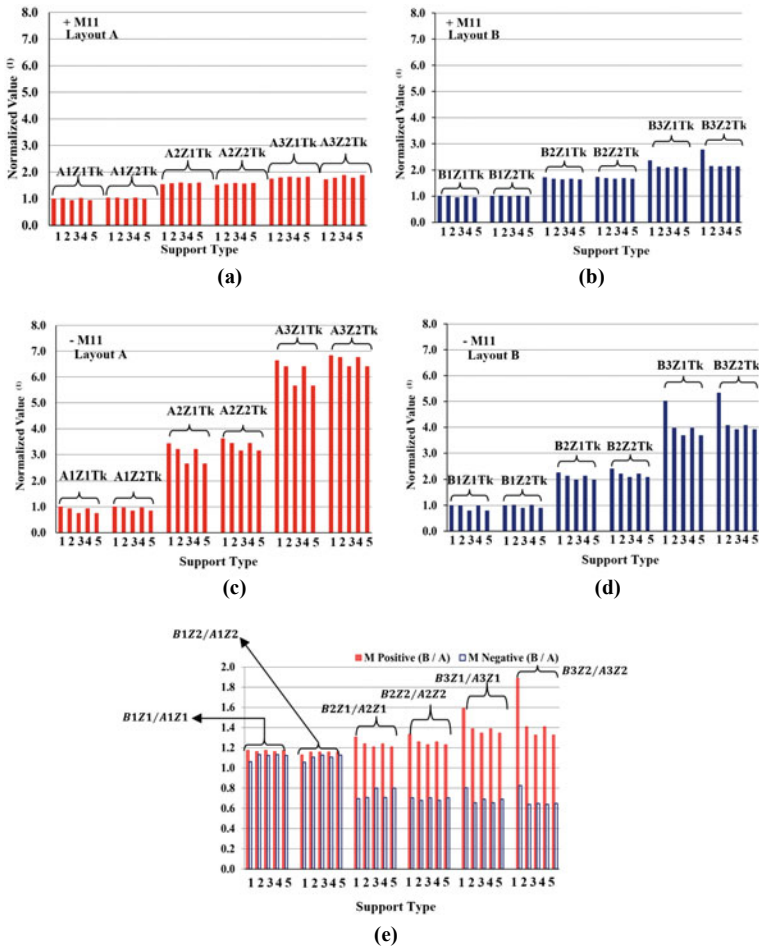 + M11
Layout A
Normalized Value (1)
8.0
7.0
6.0
5.0
4.0
3.0
2.0
1.0
0.0
A1Z1Tk A1Z2Tk A2Z1Tk A2Z2Tk A3Z1Tk A3Z2Tk
1 2 3 4 5 1 2 3 4 5 1 2 3 4 5 1 2 3 4 5 1 2 3 4 5 1 2 3 4 5
Support Type
(a)
+ M11
Layout B
Normalized Value (1)
8.0
7.0
6.0
5.0
4.0
3.0
2.0
1.0
0.0
B1Z1Tk B1Z2Tk B2Z1Tk B2Z2Tk B3Z1Tk B3Z2Tk
1 2 3 4 5 1 2 3 4 5 1 2 3 4 5 1 2 3 4 5 1 2 3 4 5 1 2 3 4 5
Support Type
(b)
- M11
Layout A
Normalized Value (1)
8.0
7.0
6.0
5.0
4.0
3.0
2.0
1.0
0.0
A1Z1Tk A1Z2Tk A2Z1Tk A2Z2Tk A3Z1Tk A3Z2Tk
1 2 3 4 5 1 2 3 4 5 1 2 3 4 5 1 2 3 4 5 1 2 3 4 5 1 2 3 4 5
Support Type
(c)
- M11
Layout B
Normalized Value (1)
8.0
7.0
6.0
5.0
4.0
3.0
2.0
1.0
0.0
B1Z1Tk B1Z2Tk B2Z1Tk B2Z2Tk B3Z1Tk B3Z2Tk
1 2 3 4 5 1 2 3 4 5 1 2 3 4 5 1 2 3 4 5 1 2 3 4 5 1 2 3 4 5
Support Type
(d)
B1Z2/A1Z2
M Positive (B / A) M Negative (B / A)
B1Z1/A1Z1
B2Z1/A2Z1
B2Z2/A2Z2
B3Z1/A3Z1
B3Z2/A3Z2
2.0
1.8
1.6
1.4
1.2
1.0
0.8
0.6
0.4
0.2
0.0
1 2 3 4 5 1 2 3 4 5 1 2 3 4 5 1 2 3 4 5 1 2 3 4 5 1 2 3 4 5
Support Type
(e)